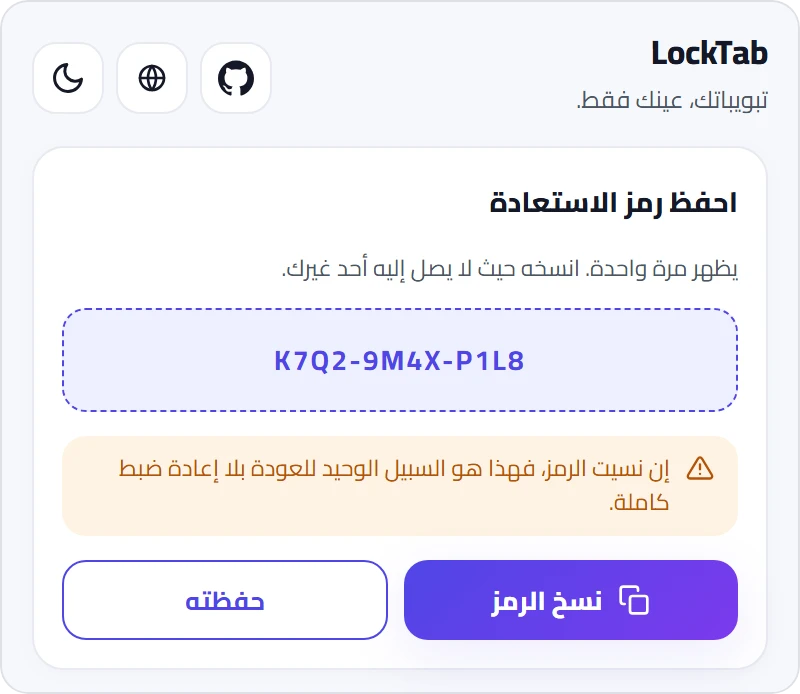 LockTab
تبويباتك، عينك فقط.
احفظ رمز الاستعادة
يظهر مرة واحدة. انسخه حيث لا يصل إليه أحد غيرك.
K7Q2-9M4X-P1L8
إن نسيت الرمز، فهذا هو السبيل الوحيد للعودة بلا إعادة ضبط
كاملة.
نسخ الرمز
حفظته